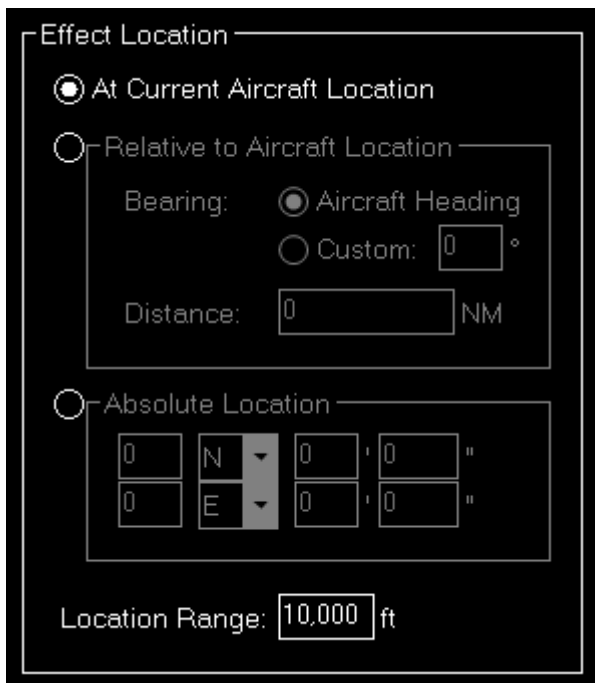 Effect Location
At Current Aircraft Location
Relative to Aircraft Location
Bearing: Aircraft Heading
Custom: 0 °
Distance: 0 NM
Absolute Location
0 N 0 ' 0 "
0 E 0 ' 0 "
Location Range: 10,000 ft